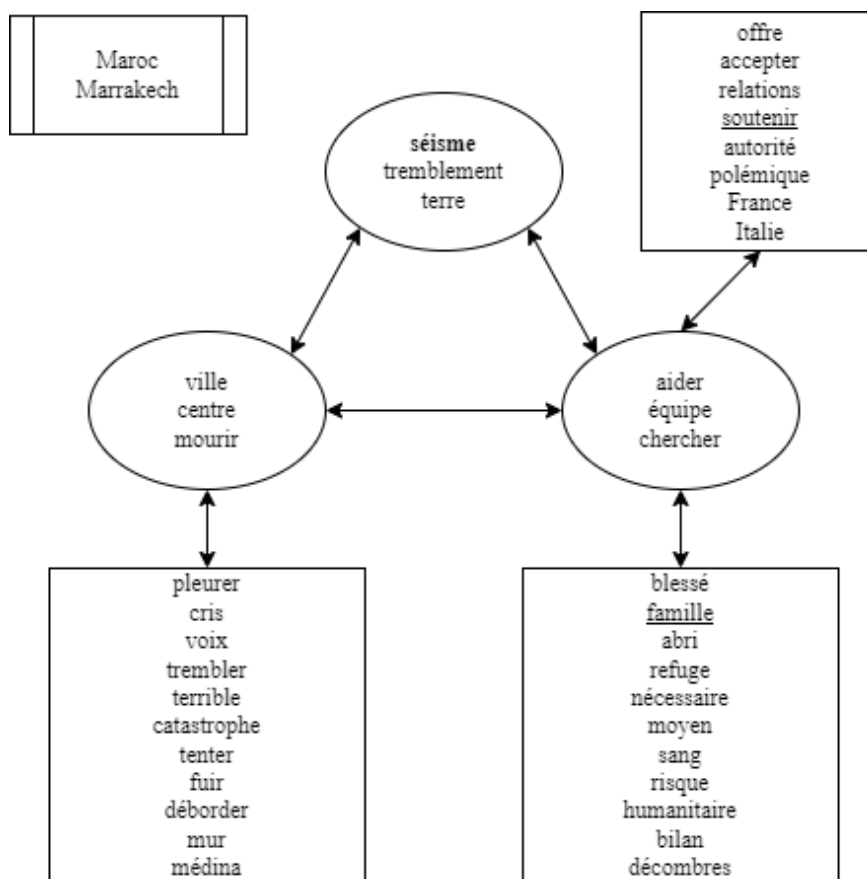 Maroc
Marrakech
offre
accepter
relations
soutenir
autorité
polémique
France
Italie
séisme
tremblement
terre
ville
centre
mourir
aider
équipe
chercher
pleurer
cris
voix
trembler
terrible
catastrophe
tenter
fuir
déborder
mur
médina
blessé
famille
abri
refuge
nécessaire
moyen
sang
risque
humanitaire
bilan
décombres